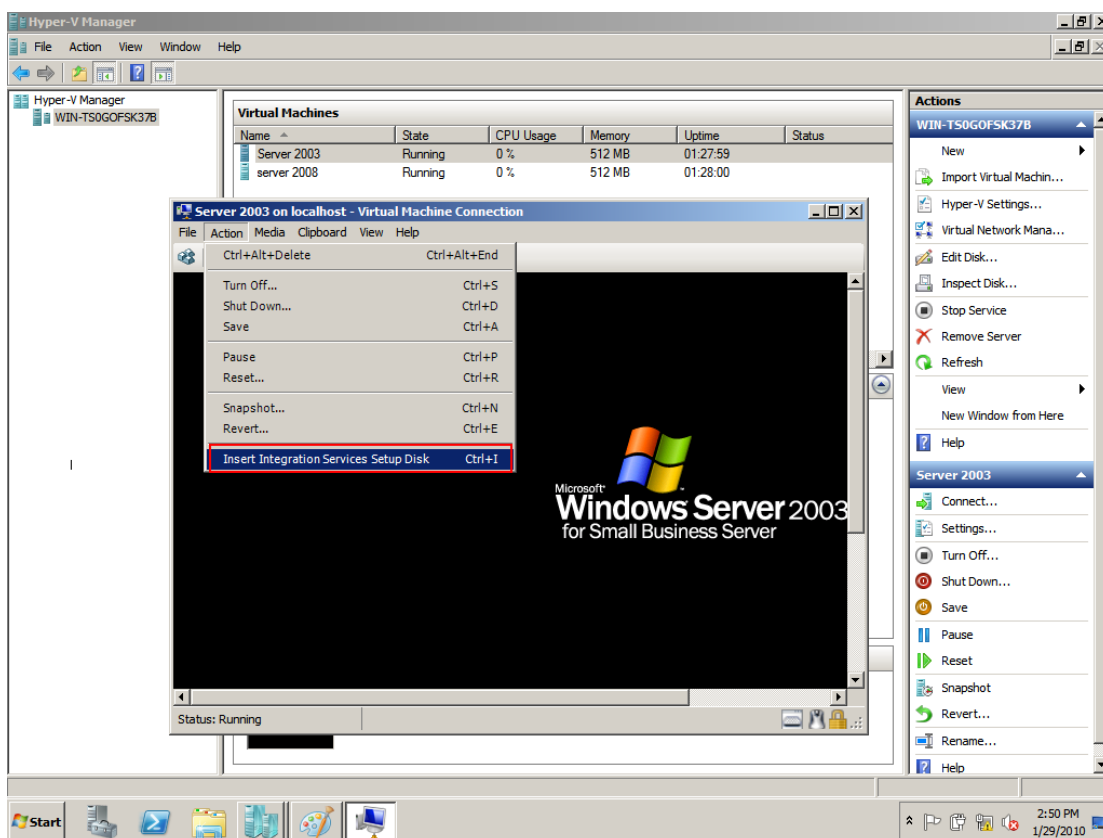 Hyper-V Manager
File Action View Window Help
Hyper-V Manager
WIN-TS0GOFSK37B
Virtual Machines
Name State CPU Usage Memory Uptime Status
Server 2003 Running 0 % 512 MB 01:27:59
server 2008 Running 0 % 512 MB 01:28:00
Server 2003 on localhost - Virtual Machine Connection
File Action Media Clipboard View Help
Ctrl+Alt+Delete Ctrl+Alt+End
Turn Off... Ctrl+S
Shut Down... Ctrl+D
Save Ctrl+A
Pause Ctrl+P
Reset... Ctrl+R
Snapshot... Ctrl+N
Revert... Ctrl+E
Insert Integration Services Setup Disk Ctrl+I
Microsoft
Windows Server 2003
for Small Business Server
Status: Running
Actions
WIN-TS0GOFSK37B
New
Import Virtual Machin...
Hyper-V Settings...
Virtual Network Mana...
Edit Disk...
Inspect Disk...
Stop Service
Remove Server
Refresh
View
New Window from Here
Help
Server 2003
Connect...
Settings...
Turn Off...
Shut Down...
Save
Pause
Reset
Snapshot
Revert...
Rename...
Help
Start
2:50 PM
1/29/2010